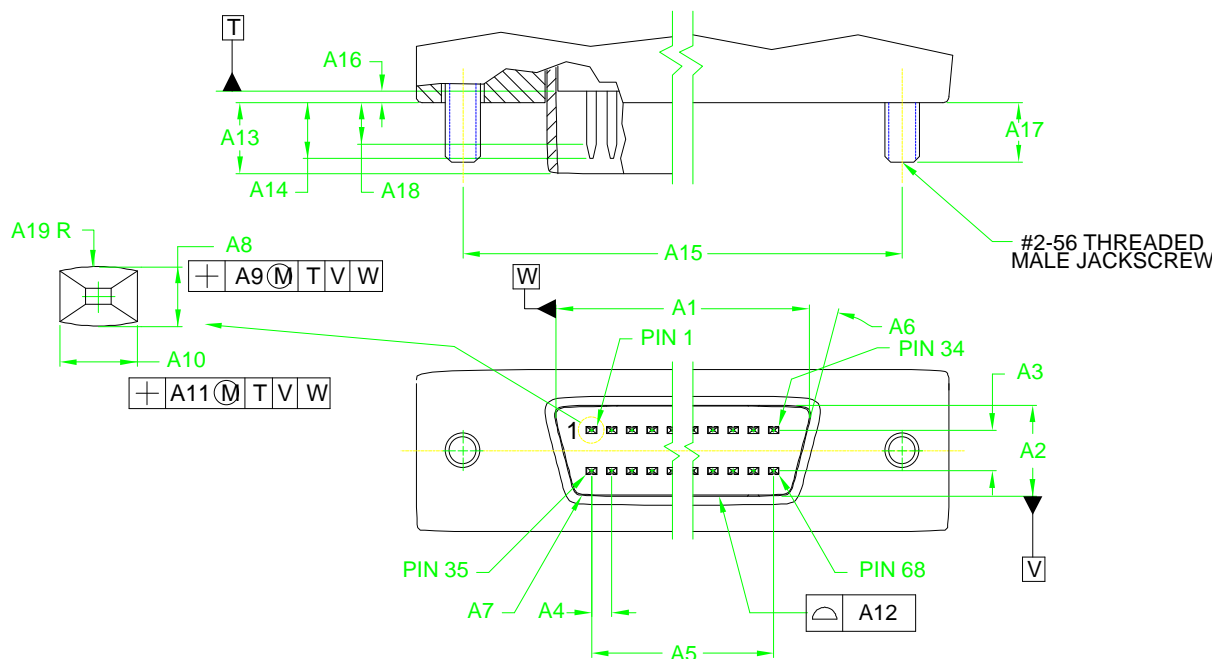 T
A16
A13
A17
A14
A18
A19 R
A8
A15
#2-56 THREADED
MALE JACKSCREW
A9 Ⓜ T V W
W
A1
A6
PIN 1
PIN 34
A10
A3
A11 Ⓜ T V W
1
A2
PIN 35
PIN 68
V
A7
A4
A12
A5